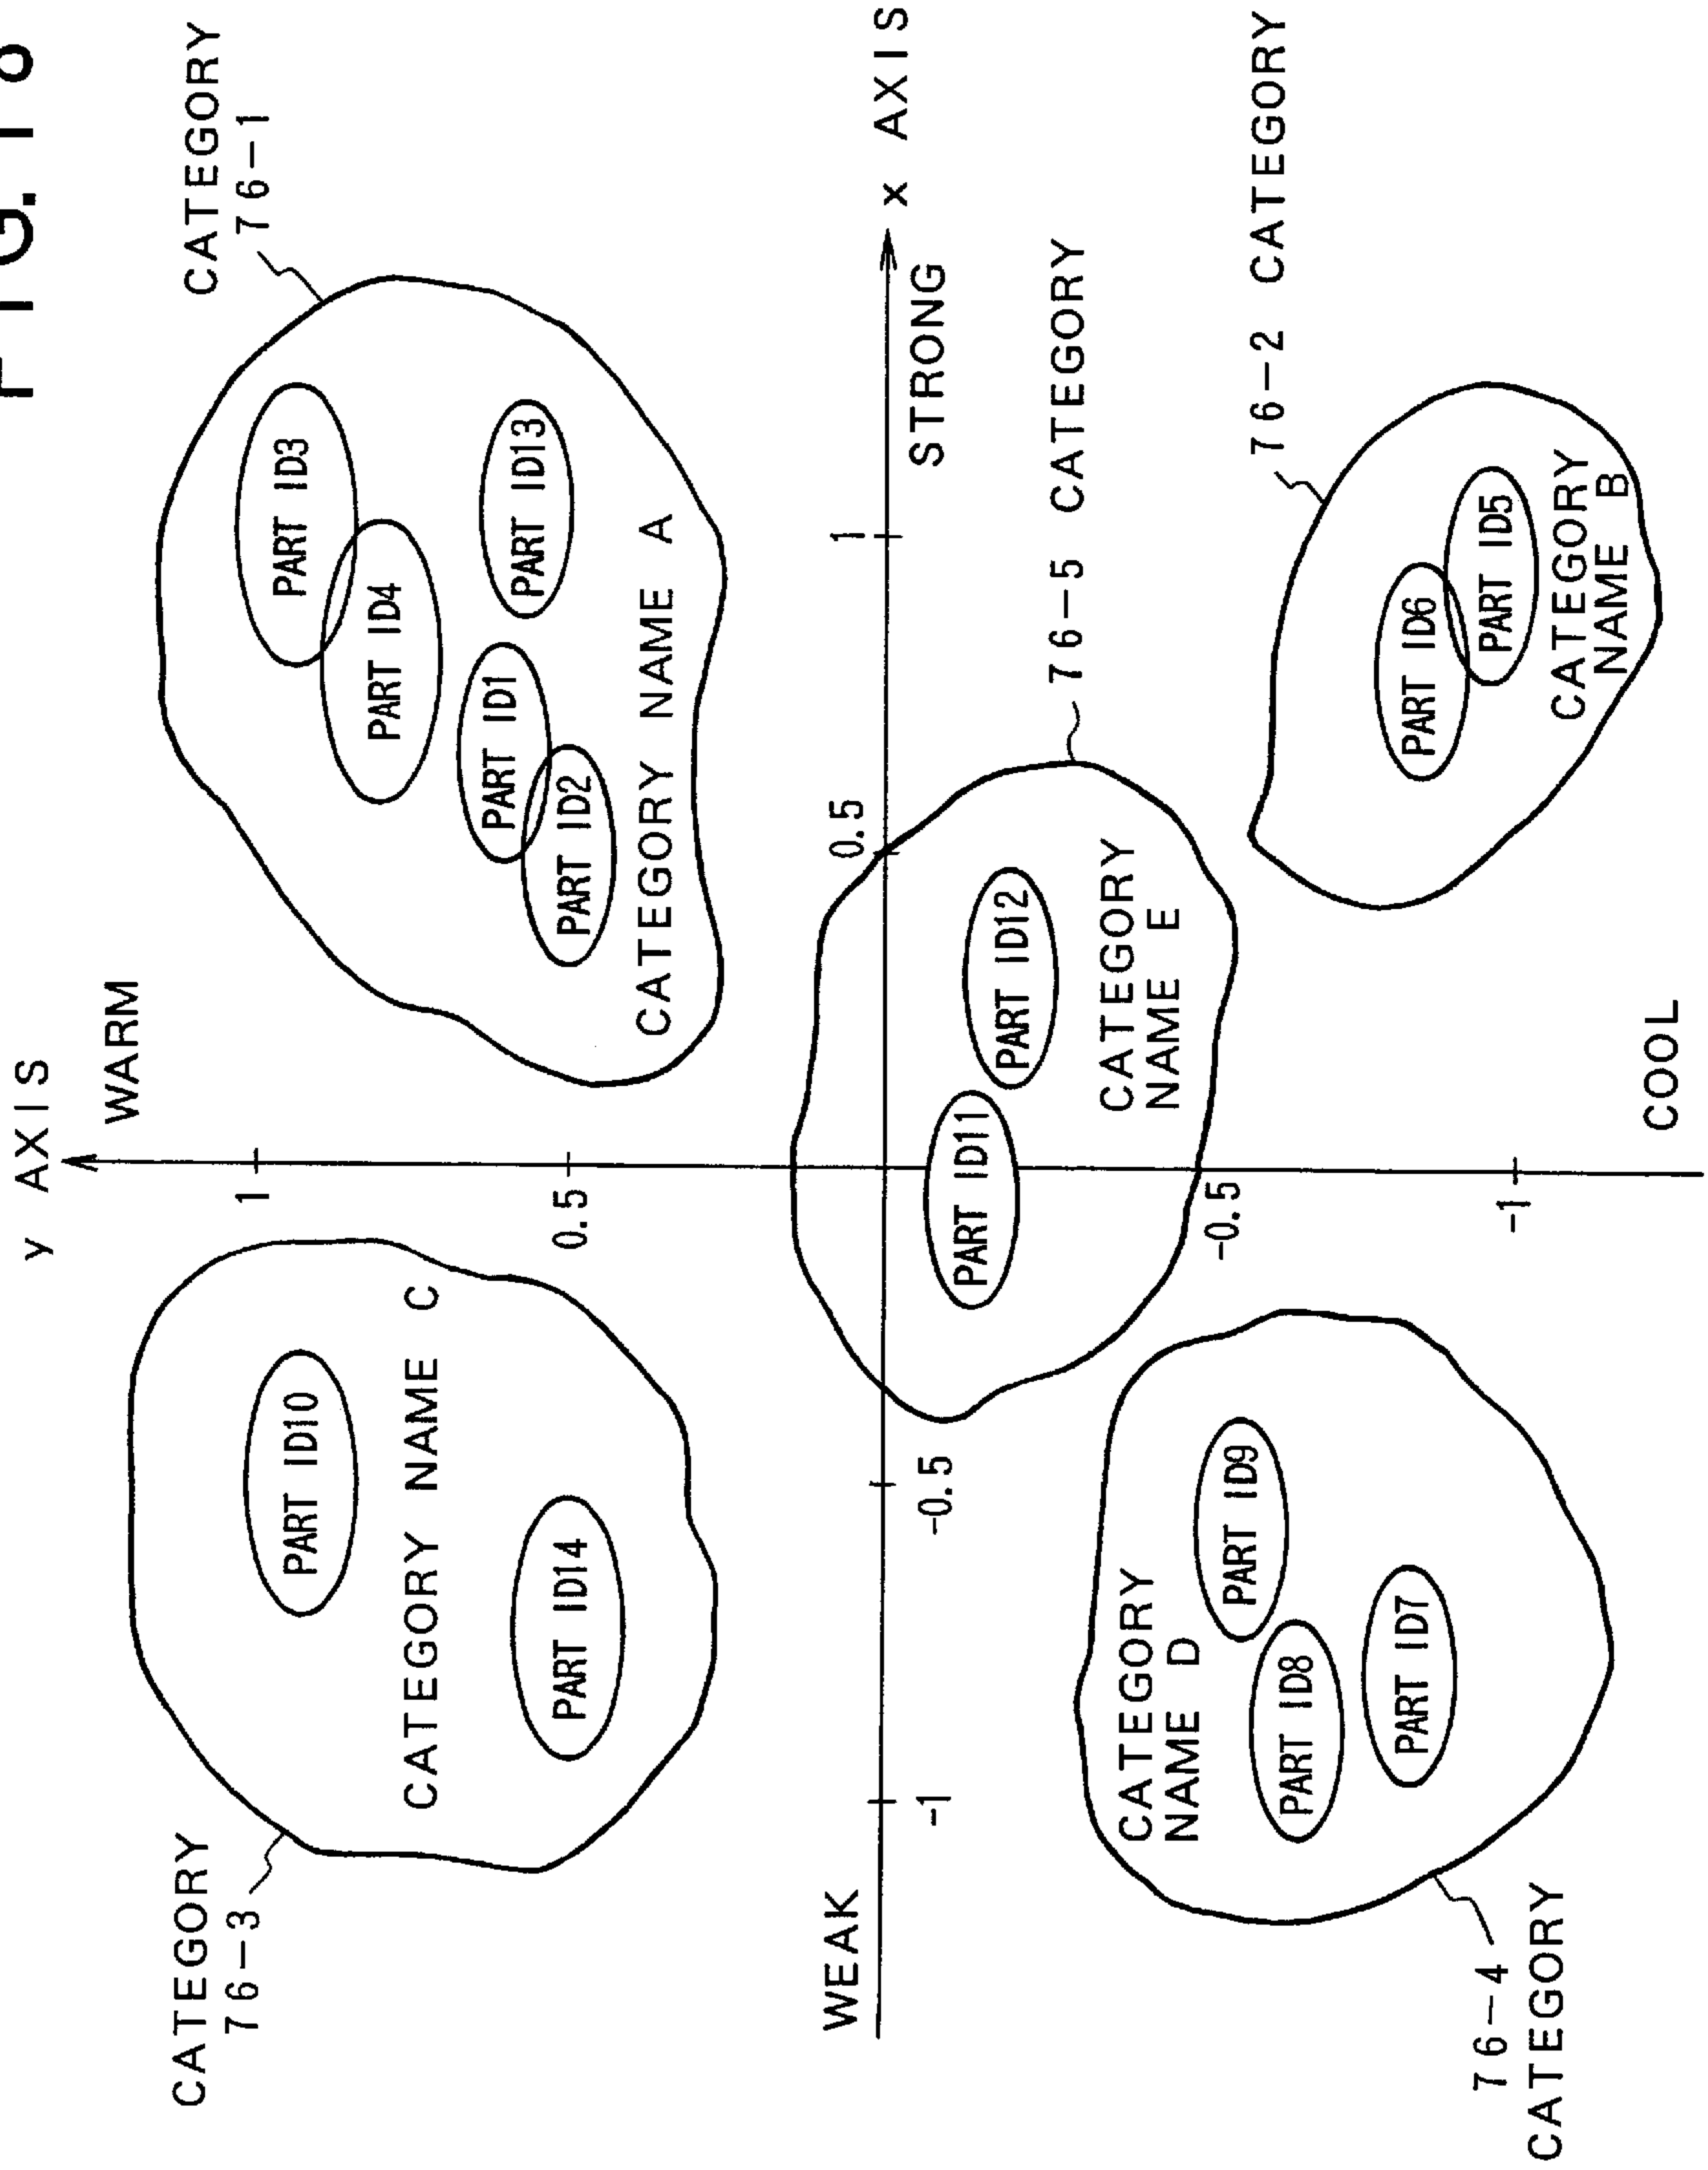 FIG. 18
y AXIS
WARM
CATEGORY
76-1
CATEGORY
76-3
1
PART ID3
PART ID10
PART ID4
CATEGORY NAME C
PART ID1
PART ID13
0.5
PART ID2
PART ID14
CATEGORY NAME A
WEAK
-1
-0.5
0.5
1
STRONG
x AXIS
PART ID11
PART ID12
76-5 CATEGORY
CATEGORY
NAME E
CATEGORY
NAME D
-0.5
PART ID9
PART ID8
76-2 CATEGORY
PART ID7
PART ID6
PART ID5
-1
CATEGORY
NAME B
76-4
CATEGORY
COOL